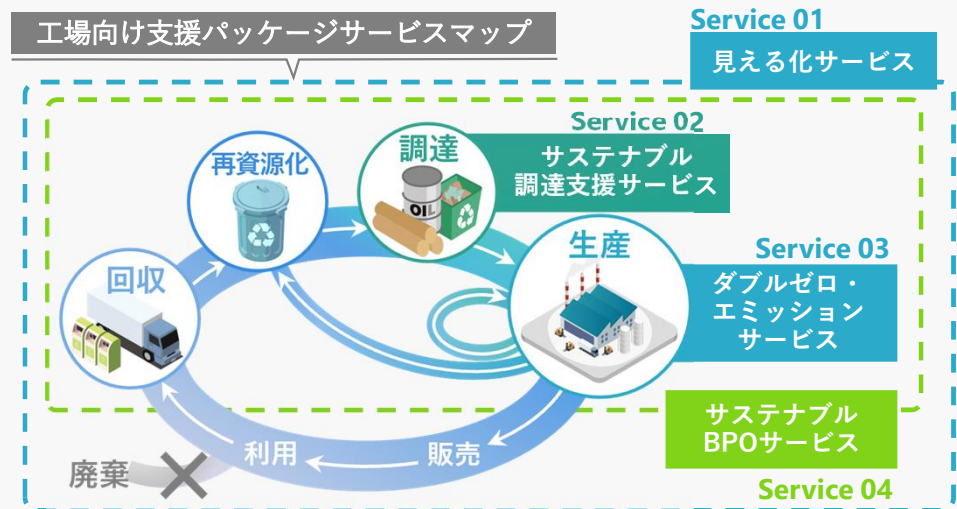 工場向け支援パッケージサービスマップ
Service 01
見える化サービス
Service 02
サステナブル
調達支援サービス
調達
OIL
再資源化
生産
Service 03
ダブルゼロ・
エミッション
サービス
回収
サステナブル
BPOサービス
Service 04
利用
販売
廃棄